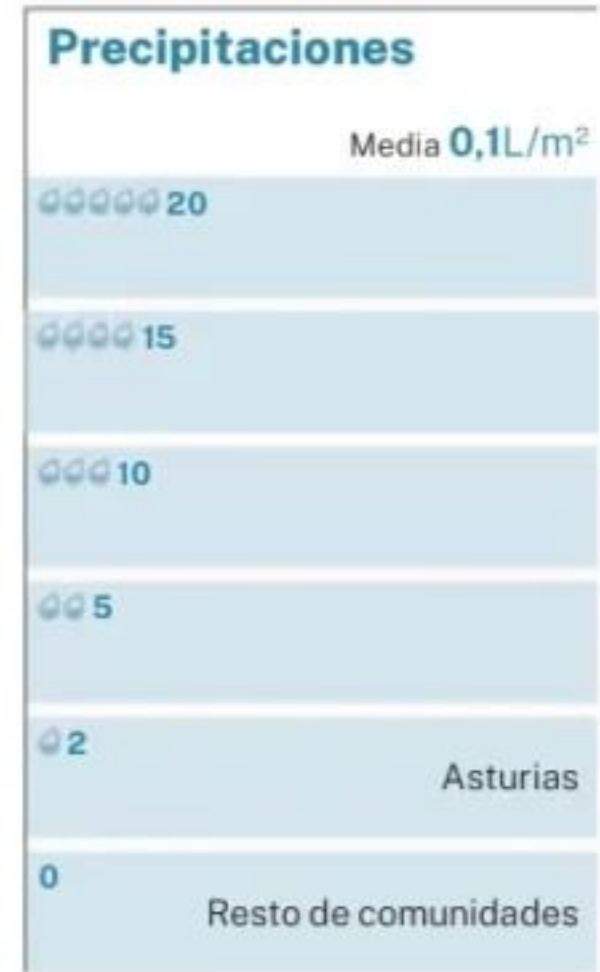 Precipitaciones
Media 0,1L/m²
20
15
10
5
2
Asturias
0
Resto de comunidades